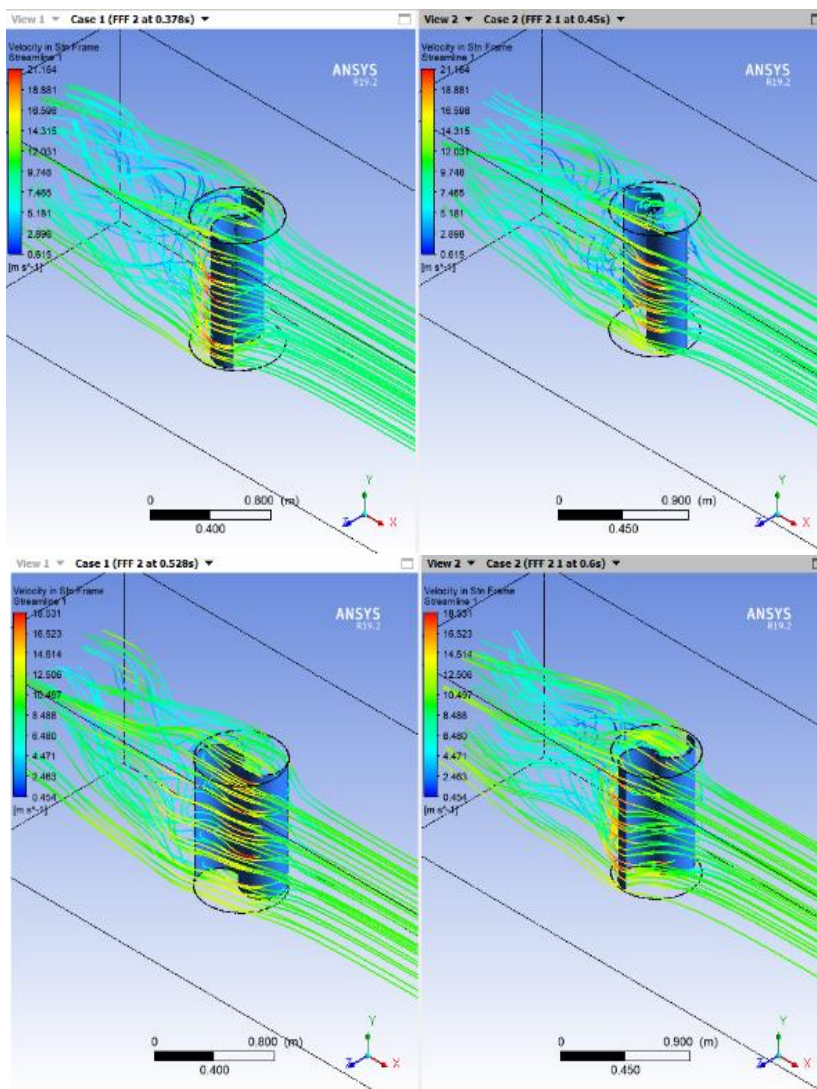 View 1 Case 1 (FFF 2 at 0.378s)
Velocity in Stn Frame
Streamline 1
21.164
18.881
16.598
14.315
12.031
9.748
7.465
5.181
2.898
0.615
[m s^-1]
ANSYS
R19.2
0 0.800 (m)
0.400
Y
Z X
View 2 Case 2 (FFF 2 1 at 0.45s)
Velocity in Stn Frame
Streamline 1
21.164
18.881
16.598
14.315
12.031
9.748
7.465
5.181
2.898
0.615
[m s^-1]
ANSYS
R19.2
0 0.900 (m)
0.450
Y
Z X
View 1 Case 1 (FFF 2 at 0.528s)
Velocity in Stn Frame
Streamline 1
18.531
16.523
14.514
12.506
10.497
8.488
6.480
4.471
2.463
0.454
[m s^-1]
ANSYS
R19.2
0 0.800 (m)
0.400
Y
Z X
View 2 Case 2 (FFF 2 1 at 0.6s)
Velocity in Stn Frame
Streamline 1
18.531
16.523
14.514
12.506
10.497
8.488
6.480
4.471
2.463
0.454
[m s^-1]
ANSYS
R19.2
0 0.900 (m)
0.450
Y
Z X